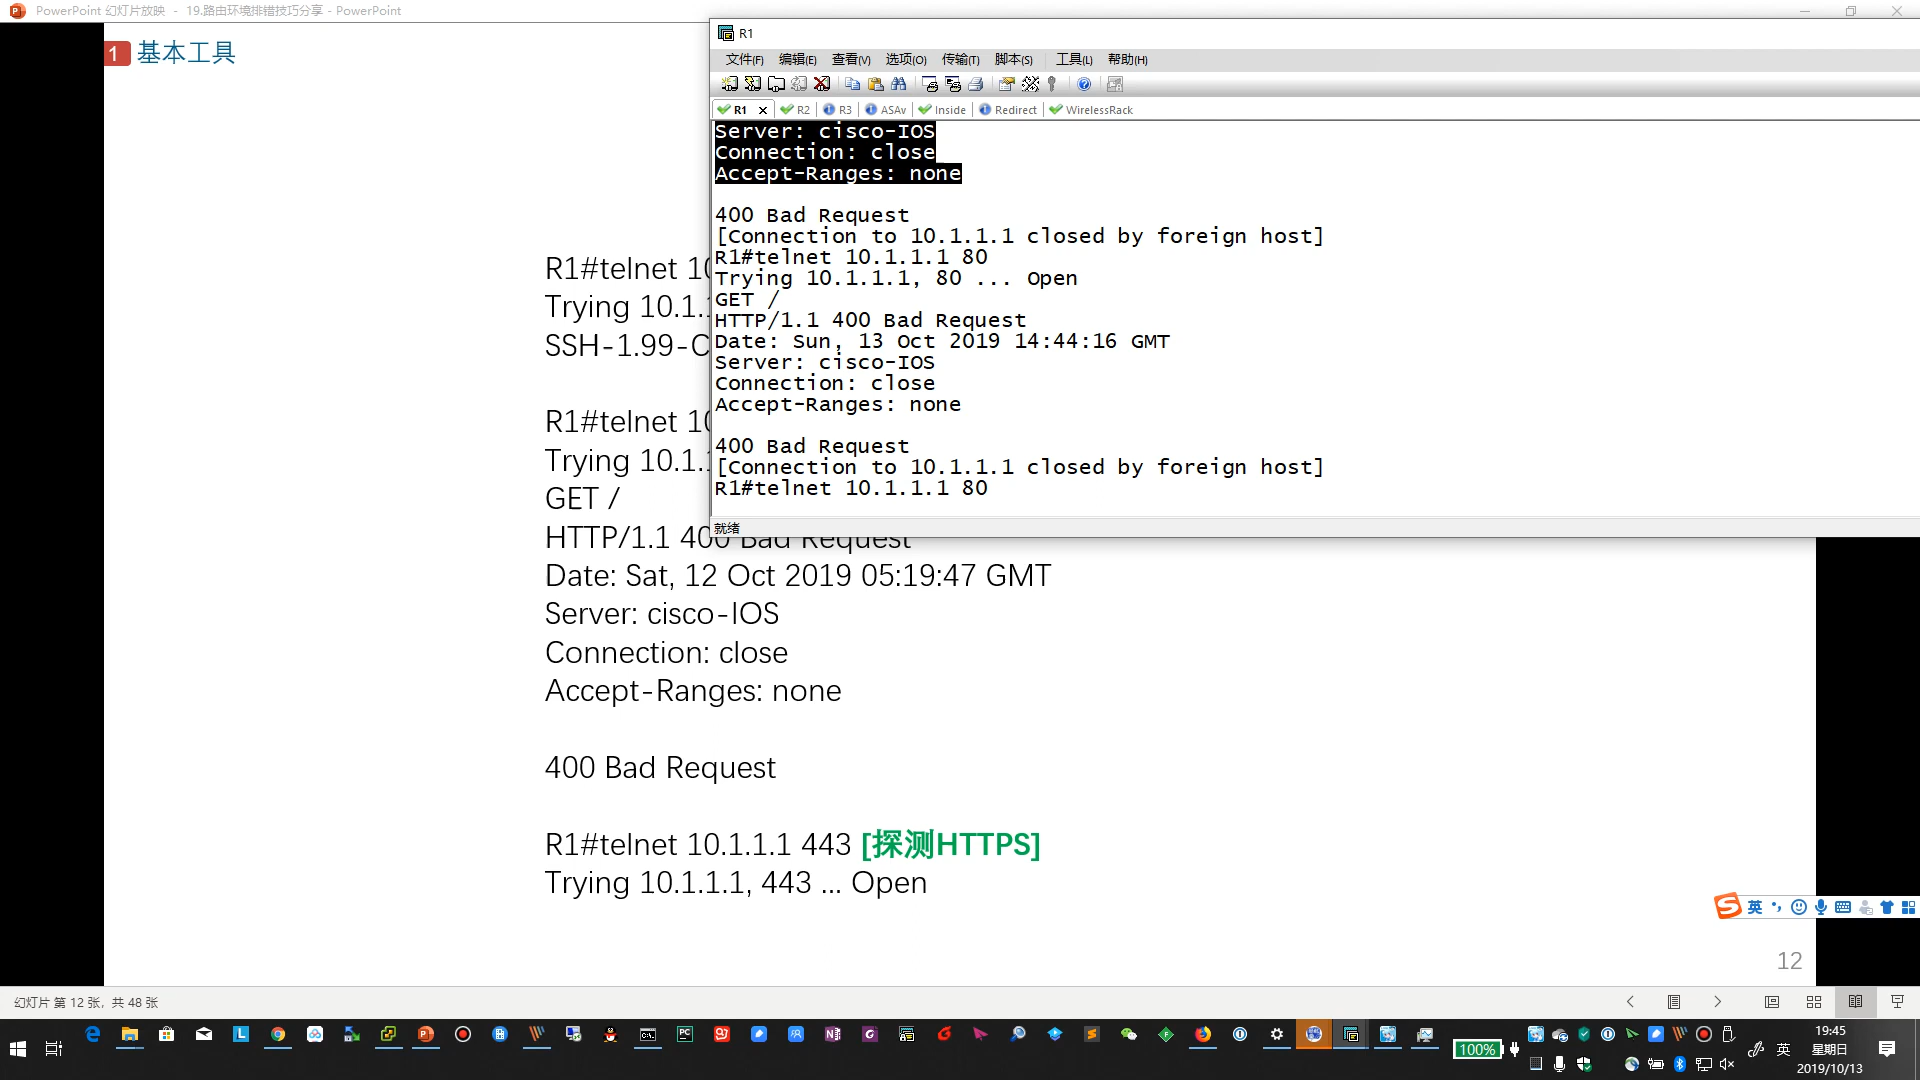 PowerPoint 幻灯片放映 - 19.路由环境排错技巧分享 - PowerPoint
1 基本工具
R1#telnet 10
Trying 10.1.1
SSH-1.99-C
R1#telnet 10
Trying 10.1.1
GET /
HTTP/1.1 400 Bad Request
Date: Sat, 12 Oct 2019 05:19:47 GMT
Server: cisco-IOS
Connection: close
Accept-Ranges: none
400 Bad Request
R1#telnet 10.1.1.1 443 [探测HTTPS]
Trying 10.1.1.1, 443 ... Open
12
R1
文件(F) 编辑(E) 查看(V) 选项(O) 传输(T) 脚本(S) 工具(L) 帮助(H)
R1 R2 R3 ASAv Inside Redirect WirelessRack
Server: cisco-IOS
Connection: close
Accept-Ranges: none
400 Bad Request
[Connection to 10.1.1.1 closed by foreign host]
R1#telnet 10.1.1.1 80
Trying 10.1.1.1, 80 ... Open
GET /
HTTP/1.1 400 Bad Request
Date: Sun, 13 Oct 2019 14:44:16 GMT
Server: cisco-IOS
Connection: close
Accept-Ranges: none
400 Bad Request
[Connection to 10.1.1.1 closed by foreign host]
R1#telnet 10.1.1.1 80
就绪
英
幻灯片 第 12 张，共 48 张
100%
英
19:45
星期日
2019/10/13